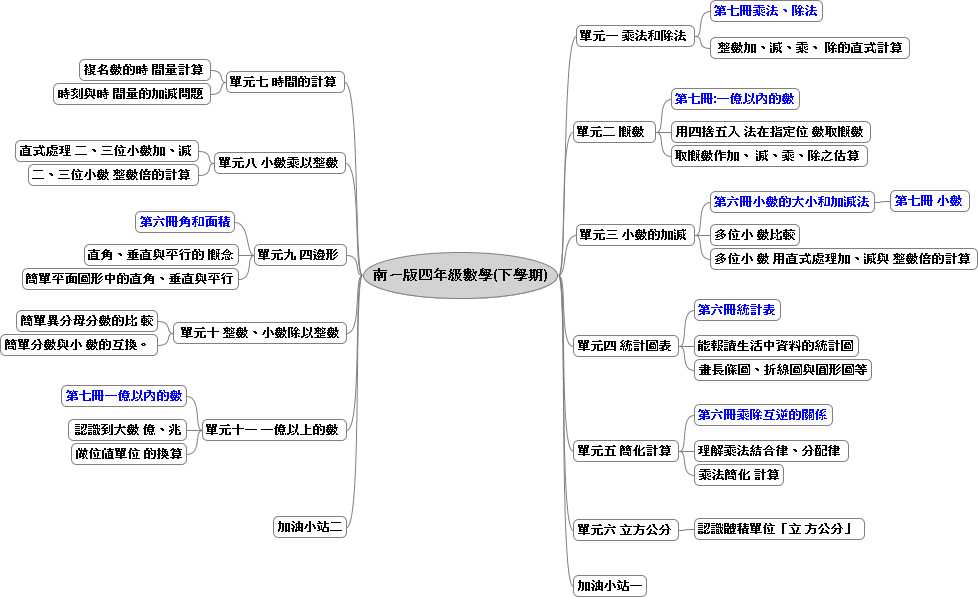 南一版四年級數學(下學期)
單元一 乘法和除法
第七冊乘法、除法
整數加、減、乘、 除的直式計算
單元二 概數
第七冊:一億以內的數
用四捨五入 法在指定位 數取概數
取概數作加、 減、乘、除之估算
單元三 小數的加減
第六冊小數的大小和加減法
第七冊 小數
多位小 數比較
多位小 數 用直式處理加、減與 整數倍的計算
單元四 統計圖表
第六冊統計表
能報讀生活中資料的統計圖
畫長條圖、折線圖與圓形圖等
單元五 簡化計算
第六冊乘除互逆的關係
理解乘法結合律、分配律
乘法簡化 計算
單元六 立方公分
認識體積單位「立 方公分」
加油小站一
單元七 時間的計算
複名數的時 間量計算
時刻與時 間量的加減問題
單元八 小數乘以整數
直式處理 二、三位小數加、減
二、三位小數 整數倍的計算
單元九 四邊形
第六冊角和面積
直角、垂直與平行的 概念
簡單平面圖形中的直角、垂直與平行
單元十 整數、小數除以整數
簡單異分母分數的比 較
簡單分數與小 數的互換。
單元十一 一億以上的數
第七冊一億以內的數
認識到大數 億、兆
做位值單位 的換算
加油小站二